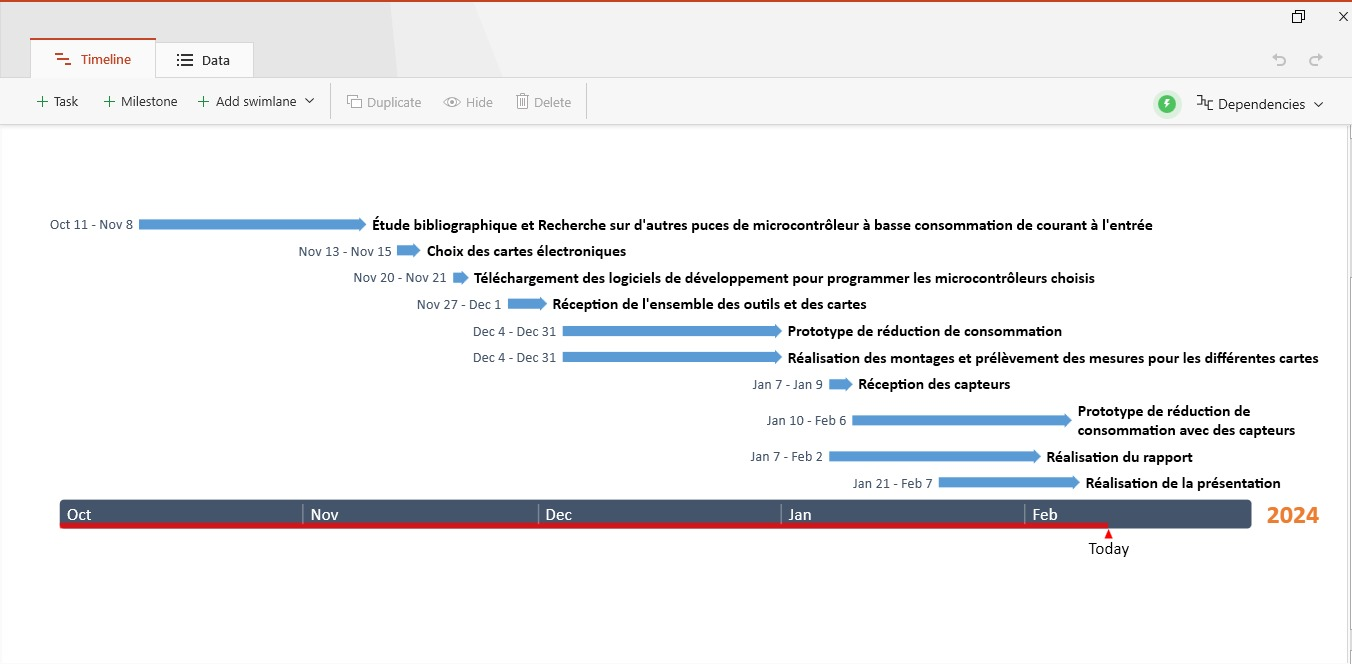 Timeline
Data
Task
Milestone
Add swimlane
Duplicate
Hide
Delete
Dependencies
Oct 11 - Nov 8 Étude bibliographique et Recherche sur d'autres puces de microcontrôleur à basse consommation de courant à l'entrée
Nov 13 - Nov 15 Choix des cartes électroniques
Nov 20 - Nov 21 Téléchargement des logiciels de développement pour programmer les microcontrôleurs choisis
Nov 27 - Dec 1 Réception de l'ensemble des outils et des cartes
Dec 4 - Dec 31 Prototype de réduction de consommation
Dec 4 - Dec 31 Réalisation des montages et prélèvement des mesures pour les différentes cartes
Jan 7 - Jan 9 Réception des capteurs
Jan 10 - Feb 6 Prototype de réduction de
consommation avec des capteurs
Jan 7 - Feb 2 Réalisation du rapport
Jan 21 - Feb 7 Réalisation de la présentation
Oct Nov Dec Jan Feb 2024
Today